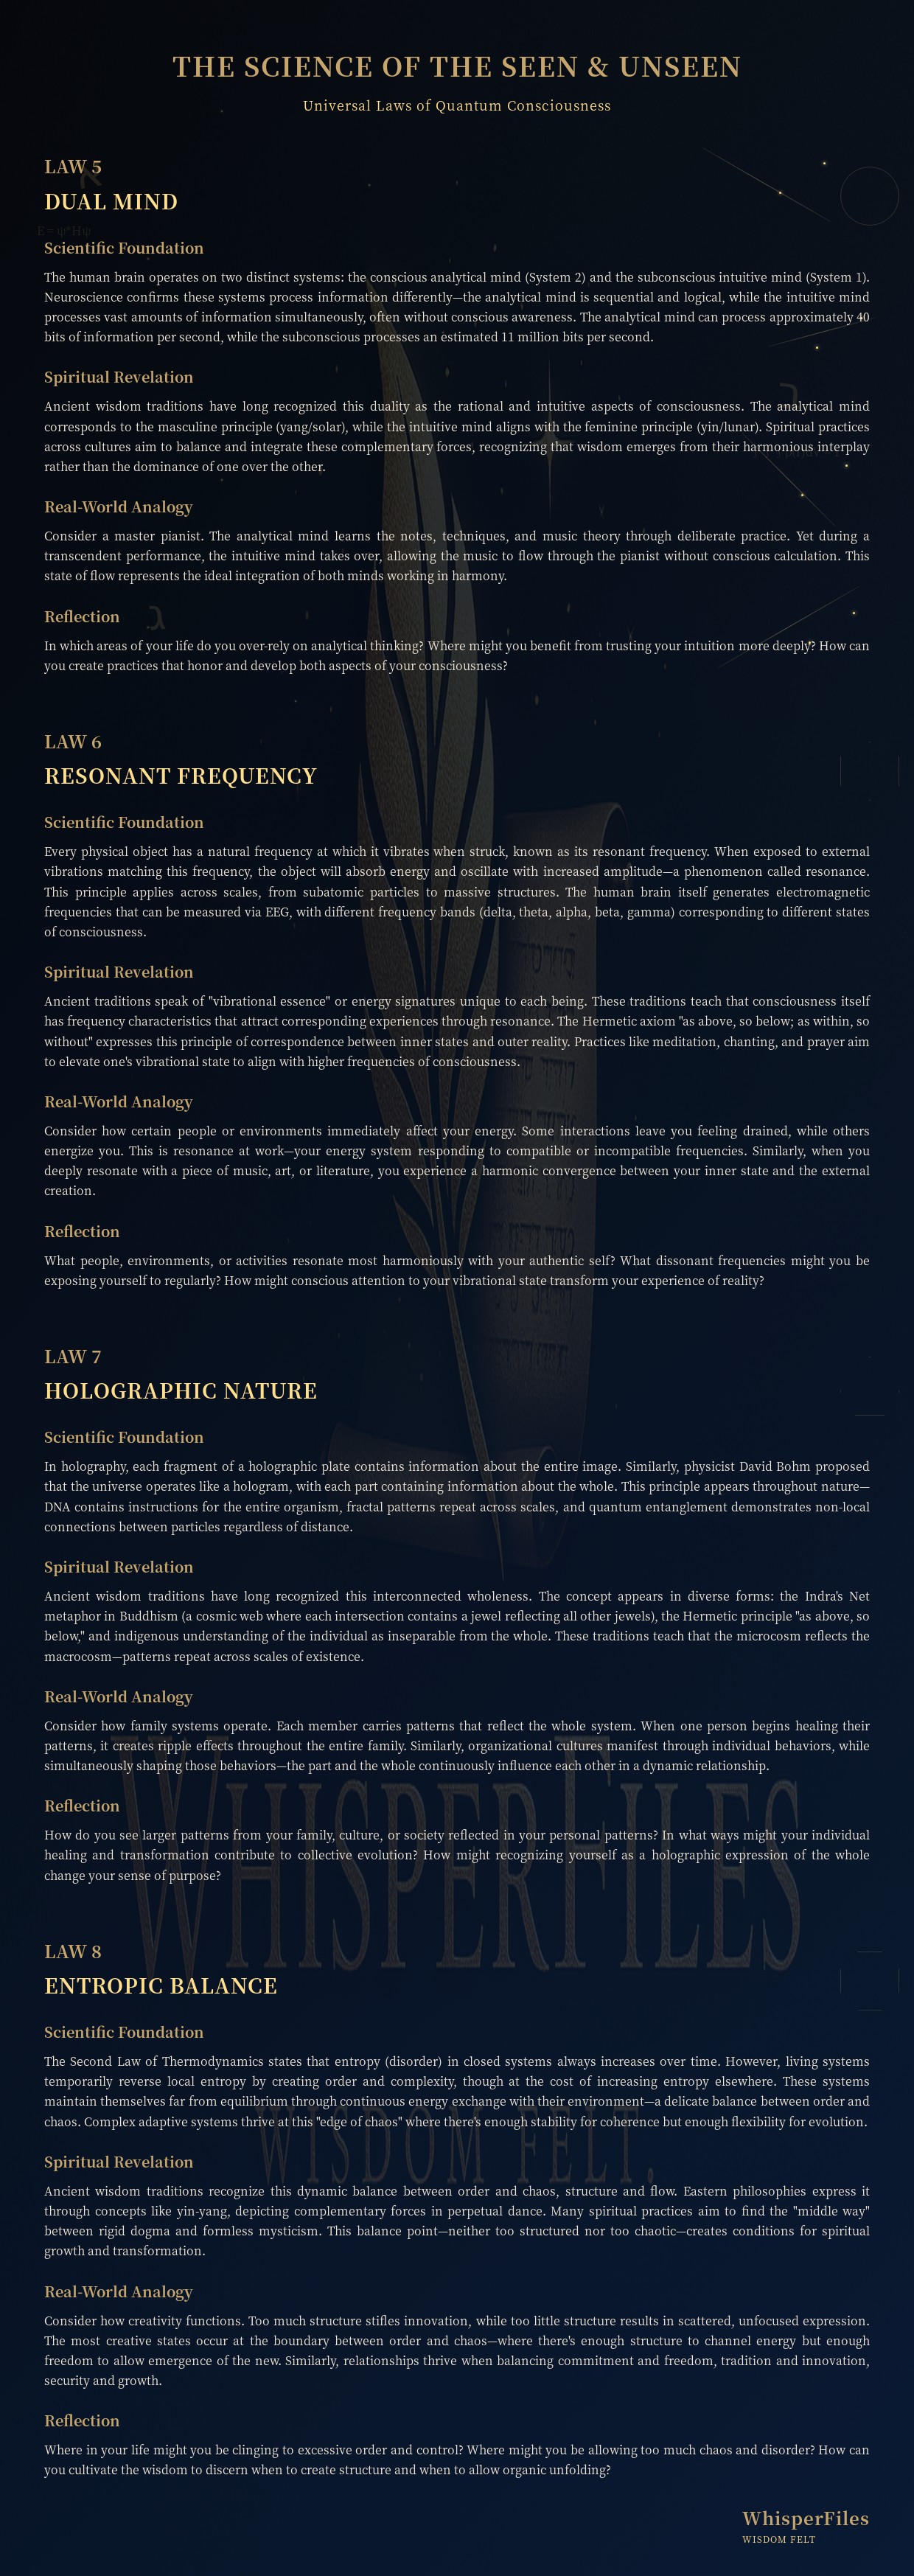 THE SCIENCE OF THE SEEN & UNSEEN
Universal Laws of Quantum Consciousness
LAW 5
א
DUAL MIND
E=ψ*Hψ
Scientific Foundation
The human brain operates on two distinct systems: the conscious analytical mind (System 2) and the subconscious intuitive mind (System 1).
Neuroscience confirms these systems process information differently—the analytical mind is sequential and logical, while the intuitive mind
processes vast amounts of information simultaneously, often without conscious awareness. The analytical mind can process approximately 40
bits of information per second, while the subconscious processes an estimated 11 million bits per second.
Spiritual Revelation
Ancient wisdom traditions have long recognized this duality as the rational and intuitive aspects of consciousness. The analytical mind
corresponds to the masculine principle (yang/solar), while the intuitive mind aligns with the feminine principle (yin/lunar). Spiritual practices
across cultures aim to balance and integrate these complementary forces, recognizing that wisdom emerges from their harmonious interplay
rather than the dominance of one over the other.
Real-World Analogy
Consider a master pianist. The analytical mind learns the notes, techniques, and music theory through deliberate practice. Yet during a
transcendent performance, the intuitive mind takes over, allowing the music to flow through the pianist without conscious calculation. This
state of flow represents the ideal integration of both minds working in harmony.
Reflection
ג
In which areas of your life do you over-rely on analytical thinking? Where might you benefit from trusting your intuition more deeply? How can
you create practices that honor and develop both aspects of your consciousness?
LAW 6
RESONANT FREQUENCY
Scientific Foundation
Every physical object has a natural frequency at which it vibrates when struck, known as its resonant frequency. When exposed to external
vibrations matching this frequency, the object will absorb energy and oscillate with increased amplitude—a phenomenon called resonance.
This principle applies across scales, from subatomic particles to massive structures. The human brain itself generates electromagnetic
frequencies that can be measured via EEG, with different frequency bands (delta, theta, alpha, beta, gamma) corresponding to different states
of consciousness.
Spiritual Revelation
Ancient traditions speak of "vibrational essence" or energy signatures unique to each being. These traditions teach that consciousness itself
has frequency characteristics that attract corresponding experiences through resonance. The Hermetic axiom "as above, so below; as within, so
without" expresses this principle of correspondence between inner states and outer reality. Practices like meditation, chanting, and prayer aim
to elevate one's vibrational state to align with higher frequencies of consciousness.
Real-World Analogy
Consider how certain people or environments immediately affect your energy. Some interactions leave you feeling drained, while others
energize you. This is resonance at work—your energy system responding to compatible or incompatible frequencies. Similarly, when you
deeply resonate with a piece of music, art, or literature, you experience a harmonic convergence between your inner state and the external
creation.
Reflection
What people, environments, or activities resonate most harmoniously with your authentic self? What dissonant frequencies might you be
exposing yourself to regularly? How might conscious attention to your vibrational state transform your experience of reality?
LAW 7
HOLOGRAPHIC NATURE
Scientific Foundation
In holography, each fragment of a holographic plate contains information about the entire image. Similarly, physicist David Bohm proposed
that the universe operates like a hologram, with each part containing information about the whole. This principle appears throughout nature—
DNA contains instructions for the entire organism, fractal patterns repeat across scales, and quantum entanglement demonstrates non-local
connections between particles regardless of distance.
Spiritual Revelation
Ancient wisdom traditions have long recognized this interconnected wholeness. The concept appears in diverse forms: the Indra's Net
metaphor in Buddhism (a cosmic web where each intersection contains a jewel reflecting all other jewels), the Hermetic principle "as above, so
below," and indigenous understanding of the individual as inseparable from the whole. These traditions teach that the microcosm reflects the
macrocosm—patterns repeat across scales of existence.
Real-World Analogy
Consider how family systems operate. Each member carries patterns that reflect the whole system. When one person begins healing their
patterns, it creates ripple effects throughout the entire family. Similarly, organizational cultures manifest through individual behaviors, while
simultaneously shaping those behaviors—the part and the whole continuously influence each other in a dynamic relationship.
WHISPERFILES
Reflection
How do you see larger patterns from your family, culture, or society reflected in your personal patterns? In what ways might your individual
healing and transformation contribute to collective evolution? How might recognizing yourself as a holographic expression of the whole
change your sense of purpose?
LAW 8
ENTROPIC BALANCE
Scientific Foundation
The Second Law of Thermodynamics states that entropy (disorder) in closed systems always increases over time. However, living systems
temporarily reverse local entropy by creating order and complexity, though at the cost of increasing entropy elsewhere. These systems
maintain themselves far from equilibrium through continuous energy exchange with their environment—a delicate balance between order and
chaos. Complex adaptive systems thrive at this "edge of chaos" where there's enough stability for coherence but enough flexibility for evolution.
WISDOM FELT.
Spiritual Revelation
Ancient wisdom traditions recognize this dynamic balance between order and chaos, structure and flow. Eastern philosophies express it
through concepts like yin-yang, depicting complementary forces in perpetual dance. Many spiritual practices aim to find the "middle way"
between rigid dogma and formless mysticism. This balance point—neither too structured nor too chaotic—creates conditions for spiritual
growth and transformation.
Real-World Analogy
Consider how creativity functions. Too much structure stifles innovation, while too little structure results in scattered, unfocused expression.
The most creative states occur at the boundary between order and chaos—where there's enough structure to channel energy but enough
freedom to allow emergence of the new. Similarly, relationships thrive when balancing commitment and freedom, tradition and innovation,
security and growth.
Reflection
Where in your life might you be clinging to excessive order and control? Where might you be allowing too much chaos and disorder? How can
you cultivate the wisdom to discern when to create structure and when to allow organic unfolding?
WhisperFiles
WISDOM FELT